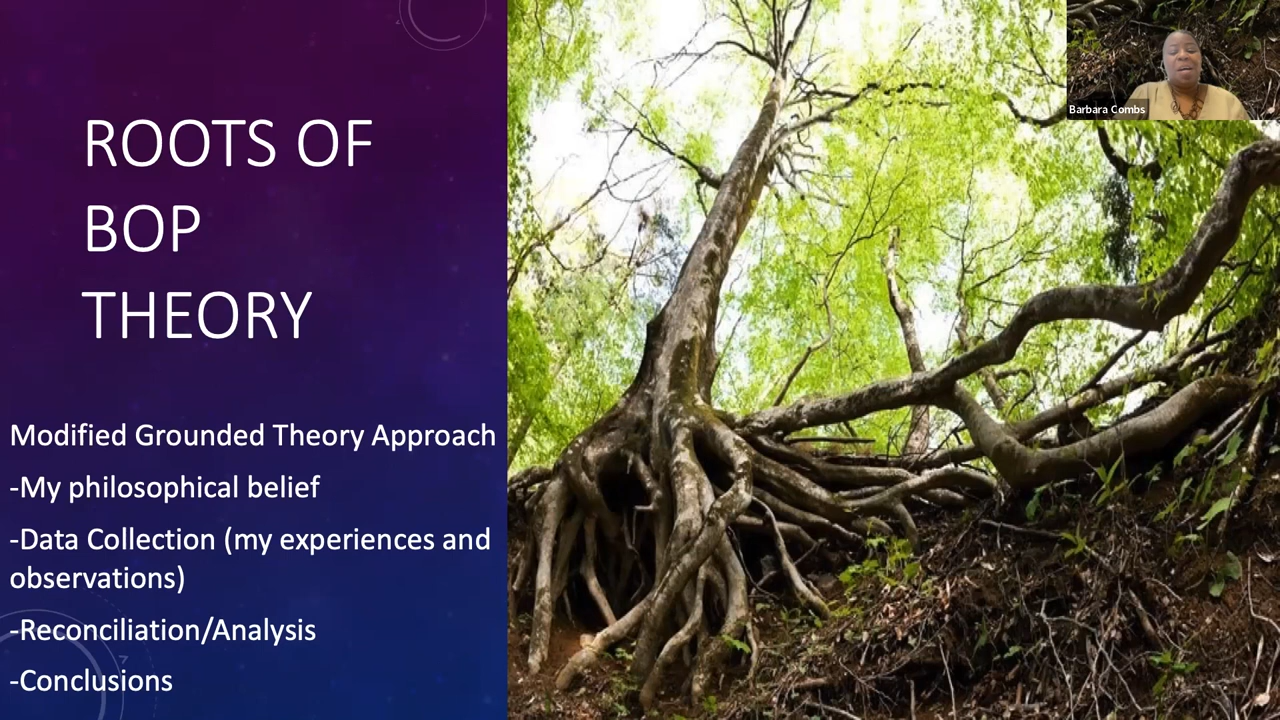 ROOTS OF
BOP
THEORY
Modified Grounded Theory Approach
-My philosophical belief
-Data Collection (my experiences and
observations)
-Reconciliation/Analysis
-Conclusions
Barbara Combs